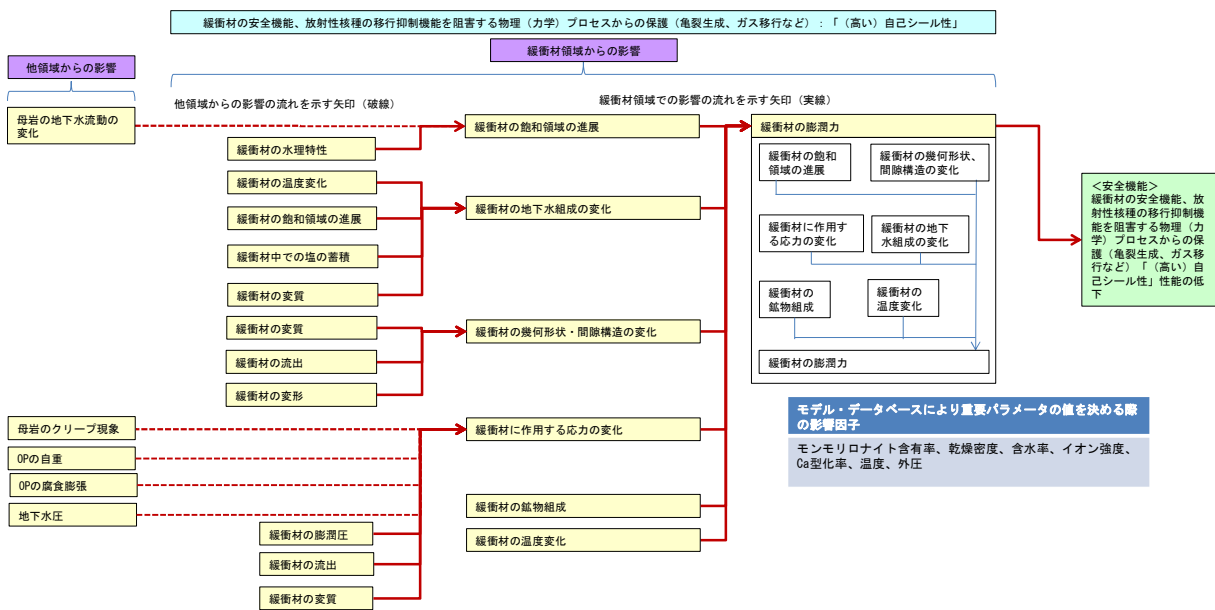 緩衝材の安全機能、放射性核種の移行抑制機能を阻害する物理（力学）プロセスからの保護（亀裂生成、ガス移行など）：「（高い）自己シール性」
緩衝材領域からの影響
他領域からの影響
他領域からの影響の流れを示す矢印（破線）
緩衝材領域での影響の流れを示す矢印（実線）
母岩の地下水流動の
変化
緩衝材の水理特性
緩衝材の温度変化
緩衝材の飽和領域の進展
緩衝材中での塩の蓄積
緩衝材の変質
緩衝材の変質
緩衝材の流出
緩衝材の変形
母岩のクリープ現象
OPの自重
OPの腐食膨張
地下水圧
緩衝材の膨潤圧
緩衝材の流出
緩衝材の変質
緩衝材の飽和領域の進展
緩衝材の地下水組成の変化
緩衝材の幾何形状・間隙構造の変化
緩衝材に作用する応力の変化
緩衝材の鉱物組成
緩衝材の温度変化
緩衝材の膨潤力
緩衝材の飽和
領域の進展
緩衝材の幾何形状、
間隙構造の変化
緩衝材に作用す
る応力の変化
緩衝材の地下
水組成の変化
緩衝材の
鉱物組成
緩衝材の
温度変化
緩衝材の膨潤力
＜安全機能＞
緩衝材の安全機能、
放射性核種の移行抑制機
能を阻害する物理（力
学）プロセスからの保
護（亀裂生成、ガス移
行など）「（高い）自
己シール性」性能の低
下
モデル・データベースにより重要パラメータの値を決める際
の影響因子
モンモリロナイト含有率、乾燥密度、含水率、イオン強度、
Ca型化率、温度、外圧